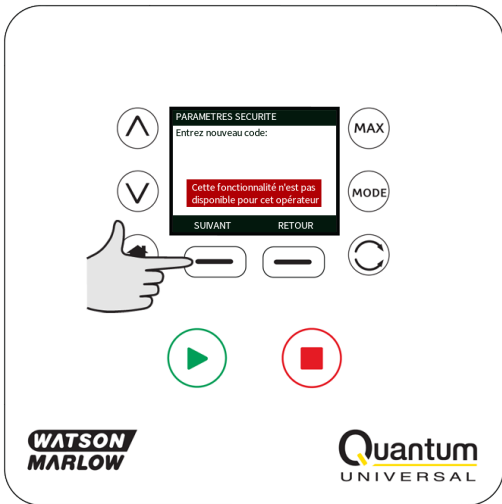 PARAMETRES SECURITE
Entrez nouveau code:
MAX
Cette fonctionnalité n'est pas
disponible pour cet opérateur
MODE
SUIVANT RETOUR
WATSON
MARLOW
Quantum
UNIVERSAL